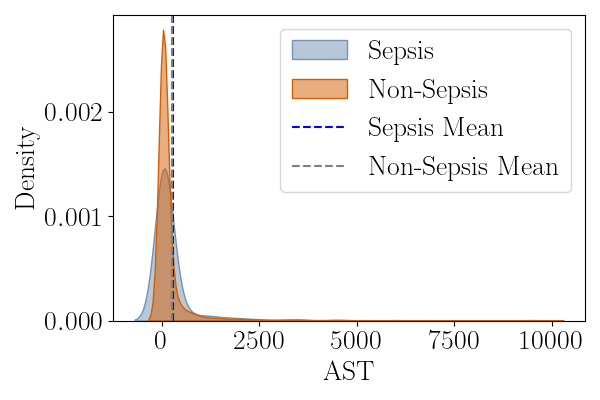 Sepsis
Non-Sepsis
Sepsis Mean
Non-Sepsis Mean
Density
0.002
0.001
0.000
0 2500 5000 7500 10000
AST